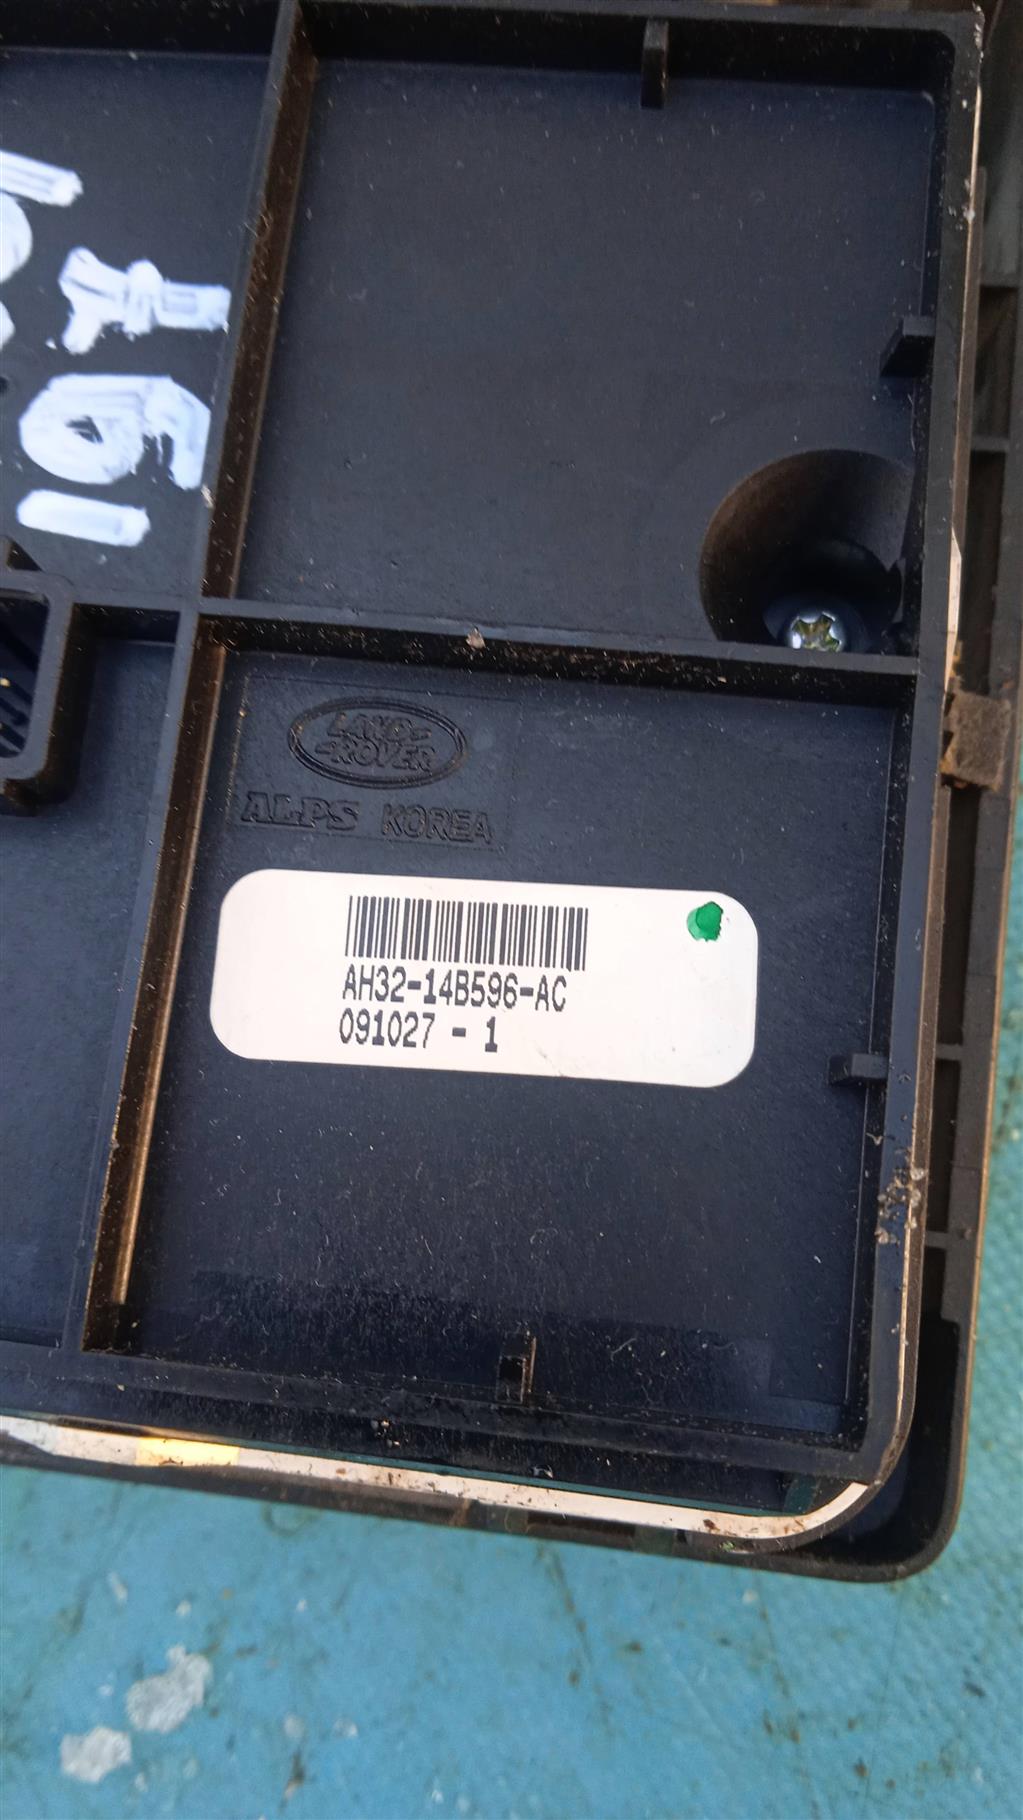 LAND-
-ROVER
ALPS KOREA
AH32-14B596-AC
091027 - 1